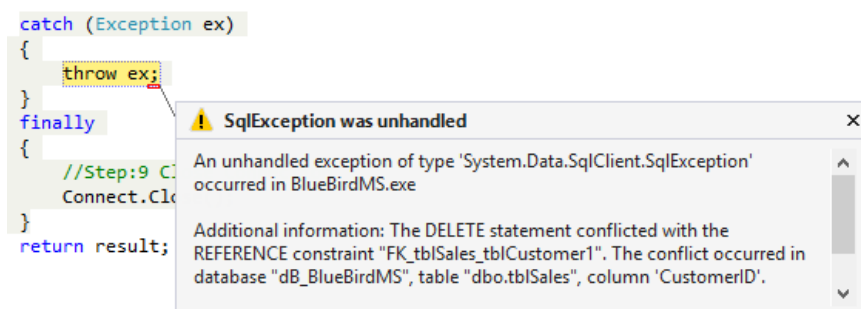 catch (Exception ex)
{
throw ex;
}
finally
{
//Step:9
Connect.
}
return result;
SqlException was unhandled
An unhandled exception of type 'System.Data.SqlClient.SqlException'
occurred in BlueBirdMS.exe
Additional information: The DELETE statement conflicted with the
REFERENCE constraint "FK_tblSales_tblCustomer1". The conflict occurred in
database "dB_BlueBirdMS", table "dbo.tblSales", column 'CustomerID'.